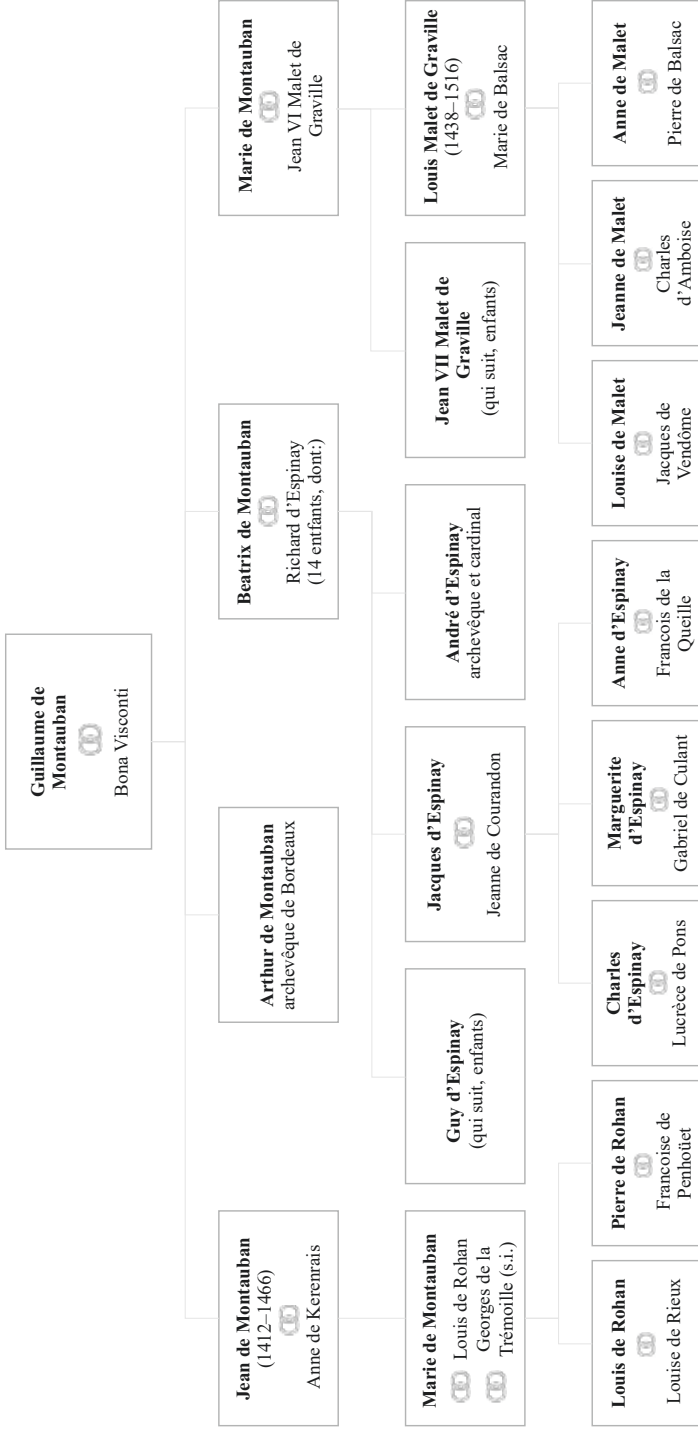 Guillaume de
Montauban
Bona Visconti
Jean de Montauban
(1412–1466)
Anne de Kerenrais
Arthur de Montauban
archevêque de Bordeaux
Beatrix de Montauban
Richard d’Espinay
(14 entfants, dont:)
Marie de Montauban
Jean VI Malet de
Graville
Marie de Montauban
Louis de Rohan
Georges de la
Trémoille (s.i.)
Guy d’Espinay
(qui suit, enfants)
Jacques d’Espinay
Jeanne de Courandon
André d’Espinay
archevêque et cardinal
Jean VII Malet de
Graville
(qui suit, enfants)
Louis Malet de Graville
(1438–1516)
Marie de Balsac
Louis de Rohan
Louise de Rieux
Pierre de Rohan
Francoise de
Penhoüet
Charles
d’Espinay
Lucrèce de Pons
Marguerite
d’Espinay
Gabriel de Culant
Anne d’Espinay
Francois de la
Queille
Louise de Malet
Jacques de
Vendôme
Jeanne de Malet
Charles
d’Amboise
Anne de Malet
Pierre de Balsac